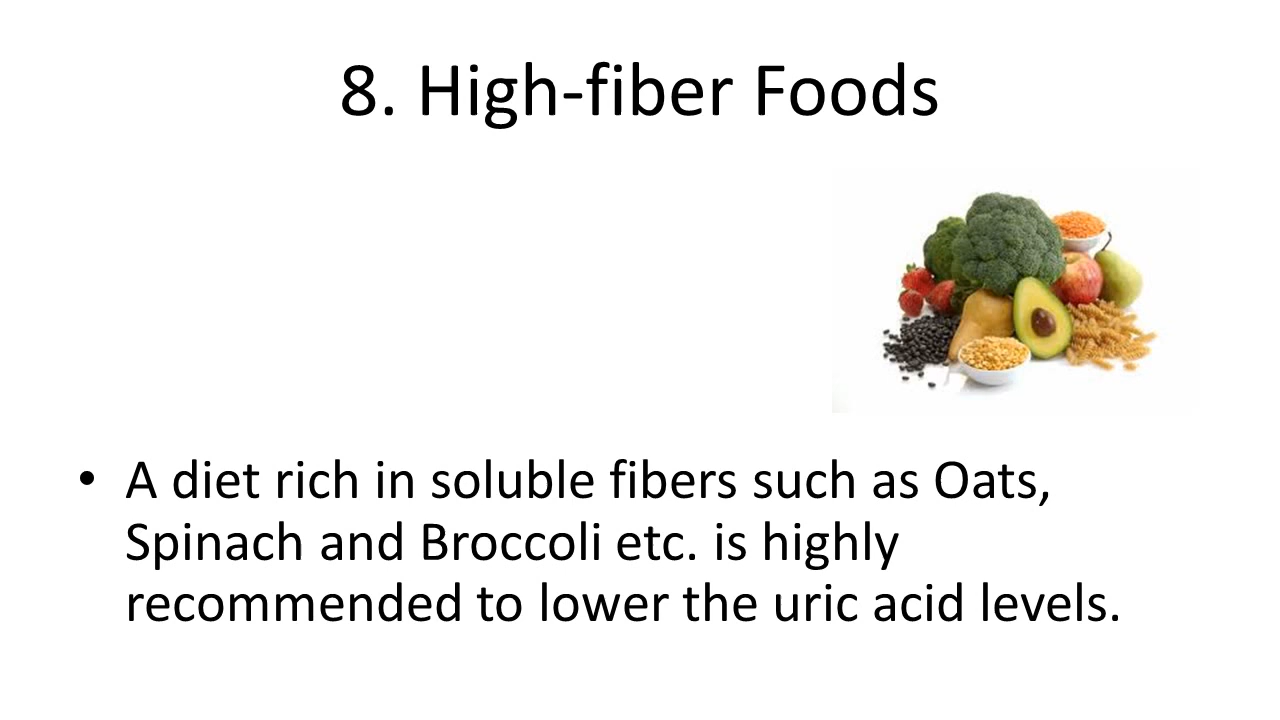 8. High-fiber Foods
• A diet rich in soluble fibers such as Oats,
Spinach and Broccoli etc. is highly
recommended to lower the uric acid levels.